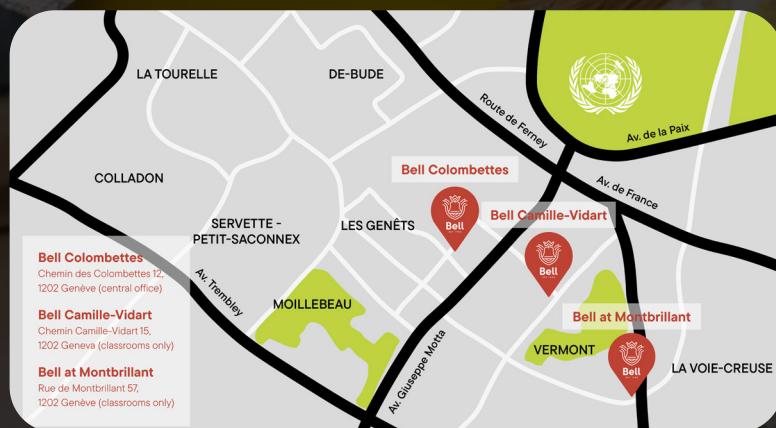 LA TOURELLE
DE-BUDE
Route de Ferney
Av. de la Paix
COLLADON
Bell Colombettes
Av. de France
Bell
SERVETTE -
PETIT-SACONNEX
LES GENÊTS
Bell Camille-Vidart
Bell
Av. Trembley
MOILLEBEAU
Av. Giuseppe Motta
Bell at Montbrillant
VERMONT
Bell
LA VOIE-CREUSE
Bell Colombettes
Chemin des Colombettes 12,
1202 Genève (central office)
Bell Camille-Vidart
Chemin Camille-Vidart 15,
1202 Geneva (classrooms only)
Bell at Montbrillant
Rue de Montbrillant 57,
1202 Genève (classrooms only)